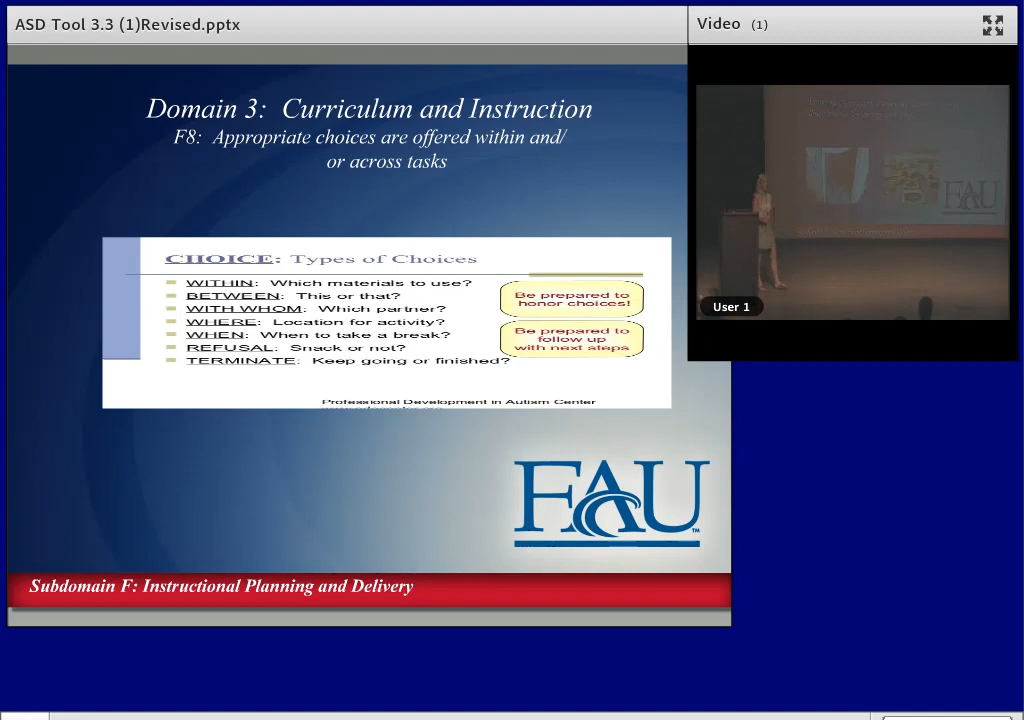 ASD Tool 3.3 (1)Revised.pptx
Video (1)
Domain 3: Curriculum and Instruction
F8: Appropriate choices are offered within and/
or across tasks
CHOICE: Types of Choices
WITHIN: Which materials to use?
BETWEEN: This or that?
WITH WHOM: Which partner?
WHERE: Location for activity?
WHEN: When to take a break?
REFUSAL: Snack or not?
TERMINATE: Keep going or finished?
Be prepared to
honor choices!
Be prepared to
follow up
with next steps
Professional Development in Autism Center
FAU
TM
Subdomain F: Instructional Planning and Delivery
FAU
User 1